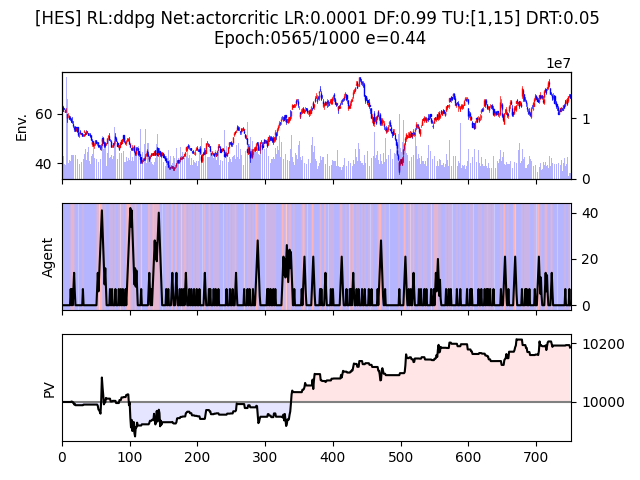 [HES] RL:ddpg Net:actorcritic LR:0.0001 DF:0.99 TU:[1,15] DRT:0.05
Epoch:0565/1000 e=0.44
1e7
Env.
60
40
1
0
Agent
40
20
0
PV
10200
10000
0 100 200 300 400 500 600 700